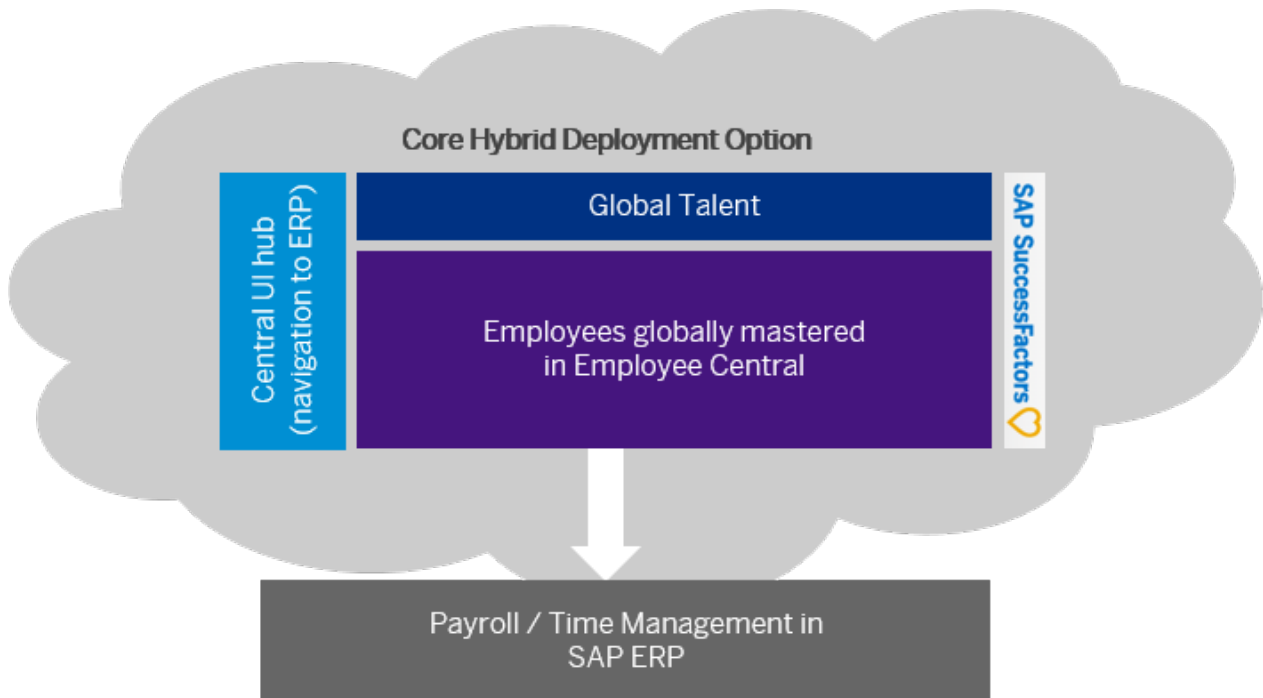 Core Hybrid Deployment Option
Central UI hub
(navigation to ERP)
Global Talent
Employees globally mastered
in Employee Central
SAP SuccessFactors
Payroll / Time Management in
SAP ERP